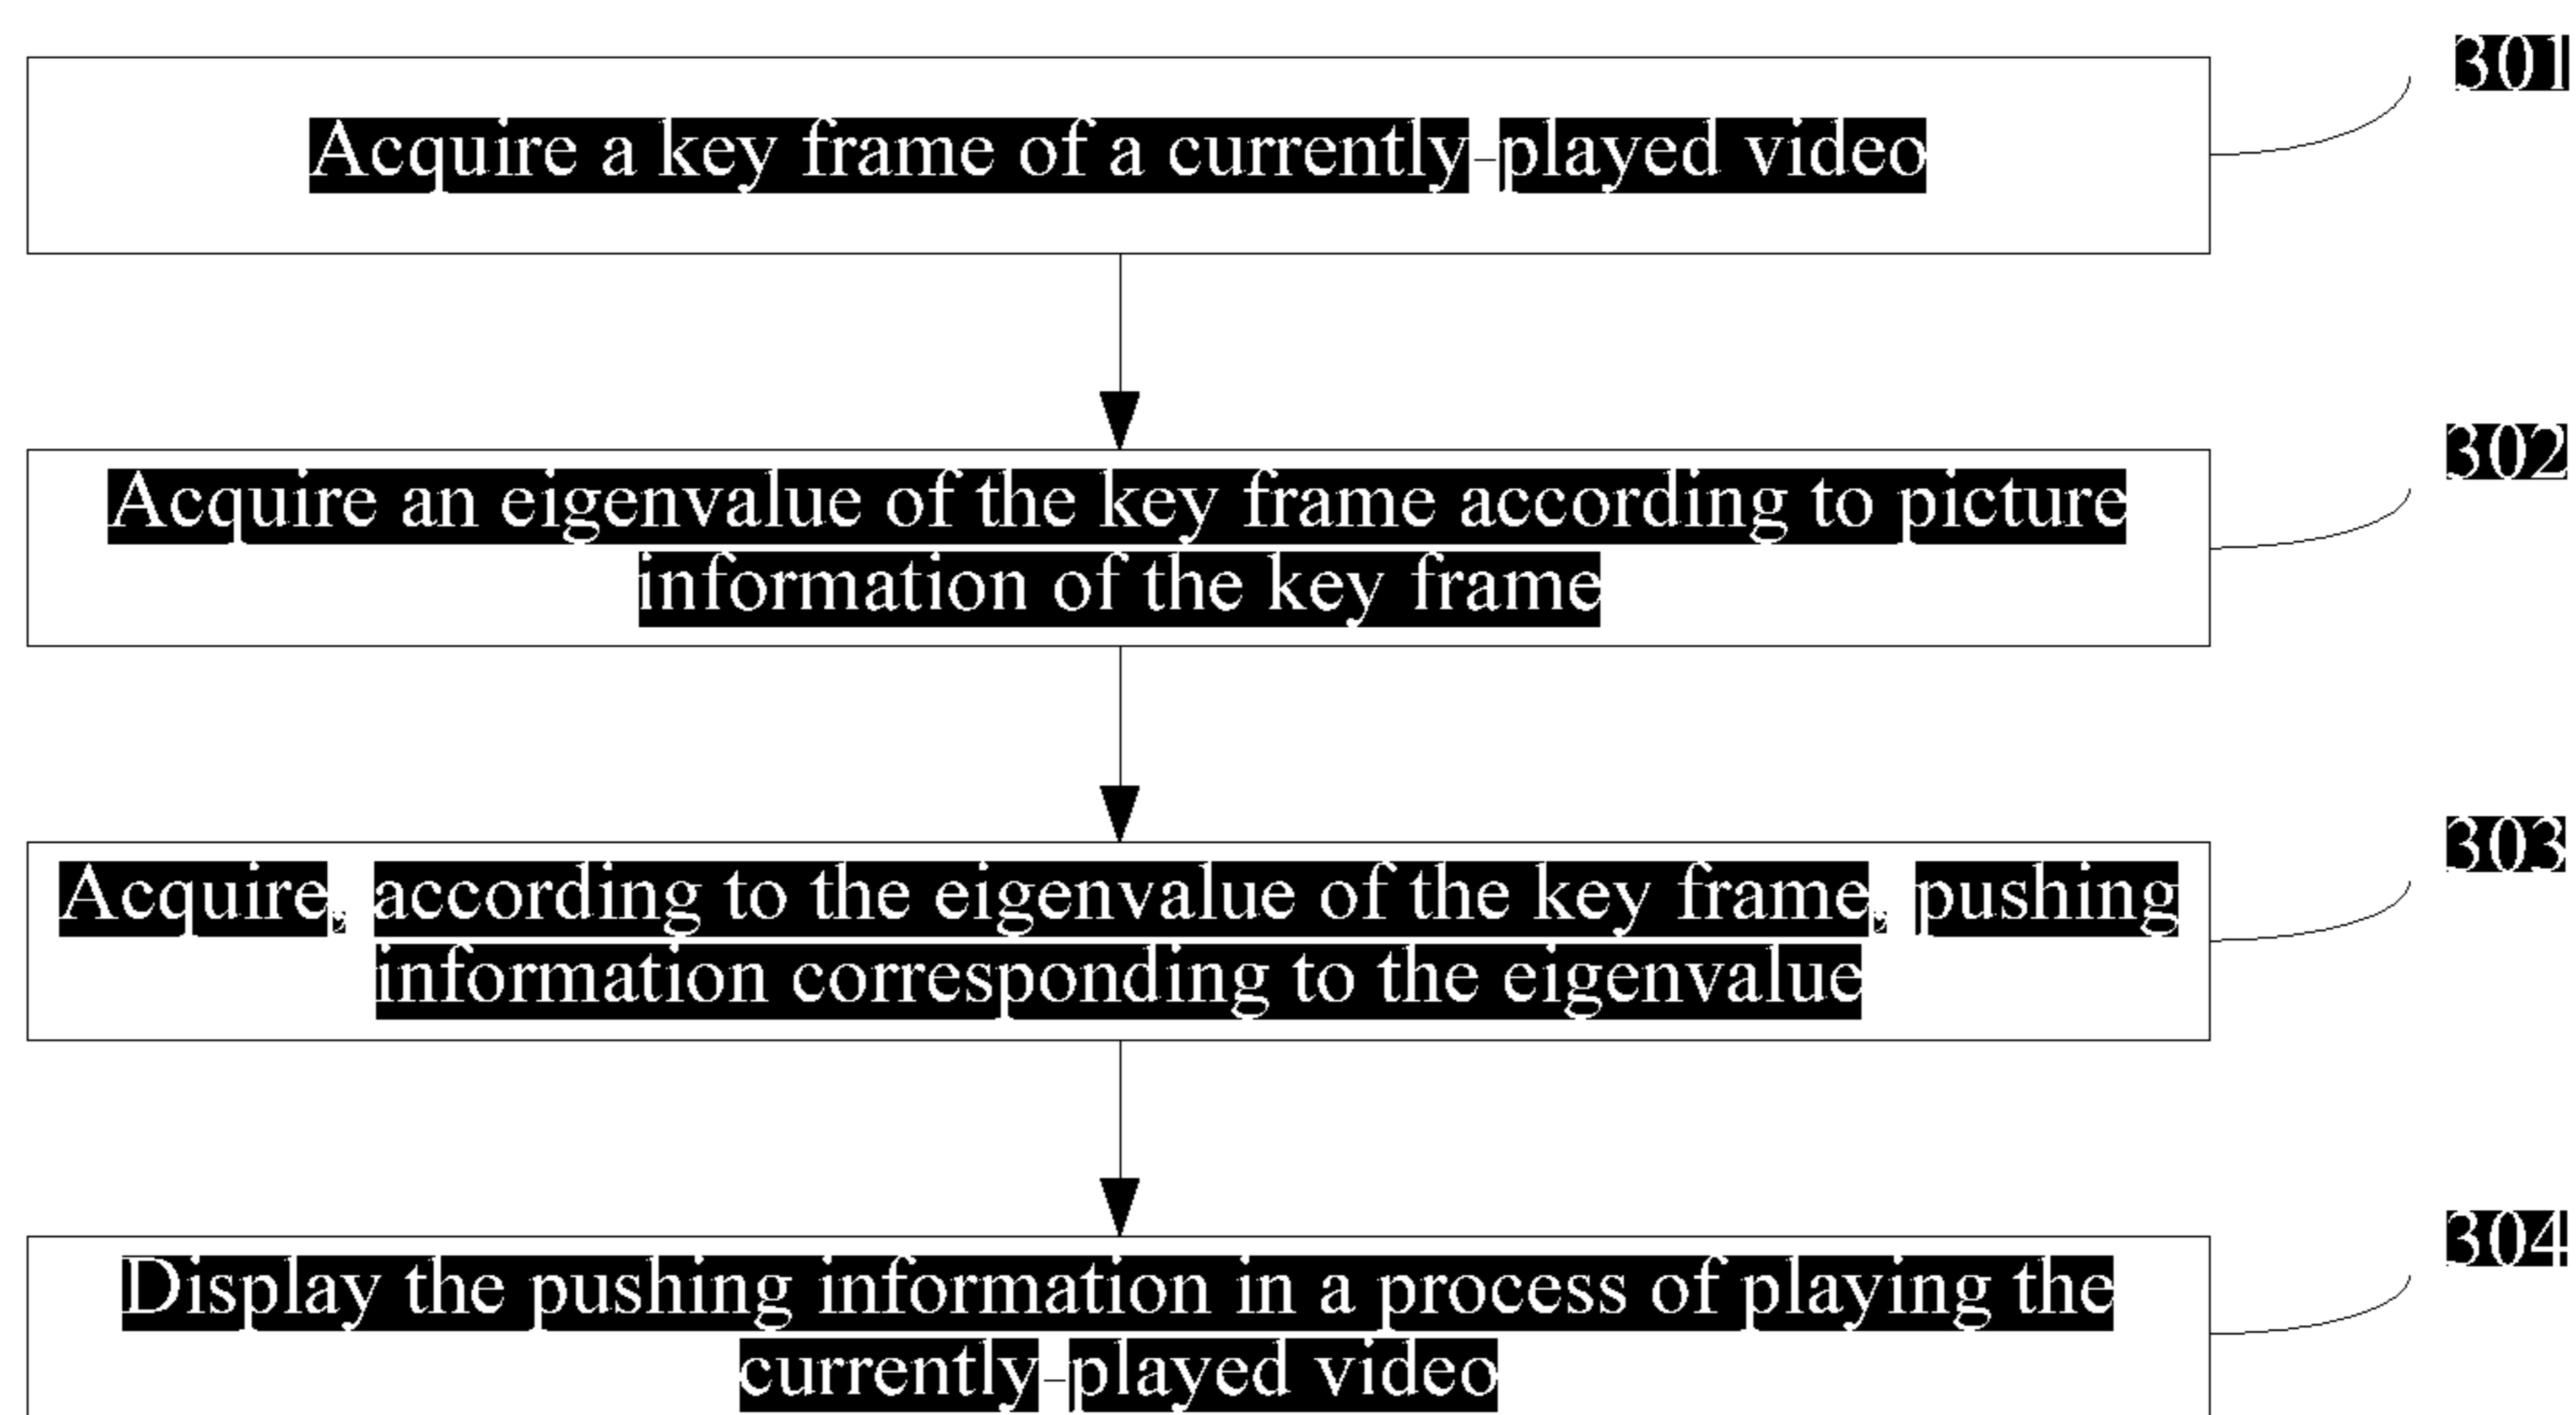 301
Acquire a key frame of a currently-played video
302
Acquire an eigenvalue of the key frame according to picture
information of the key frame
303
Acquire, according to the eigenvalue of the key frame, pushing
information corresponding to the eigenvalue
304
Display the pushing information in a process of playing the
currently-played video